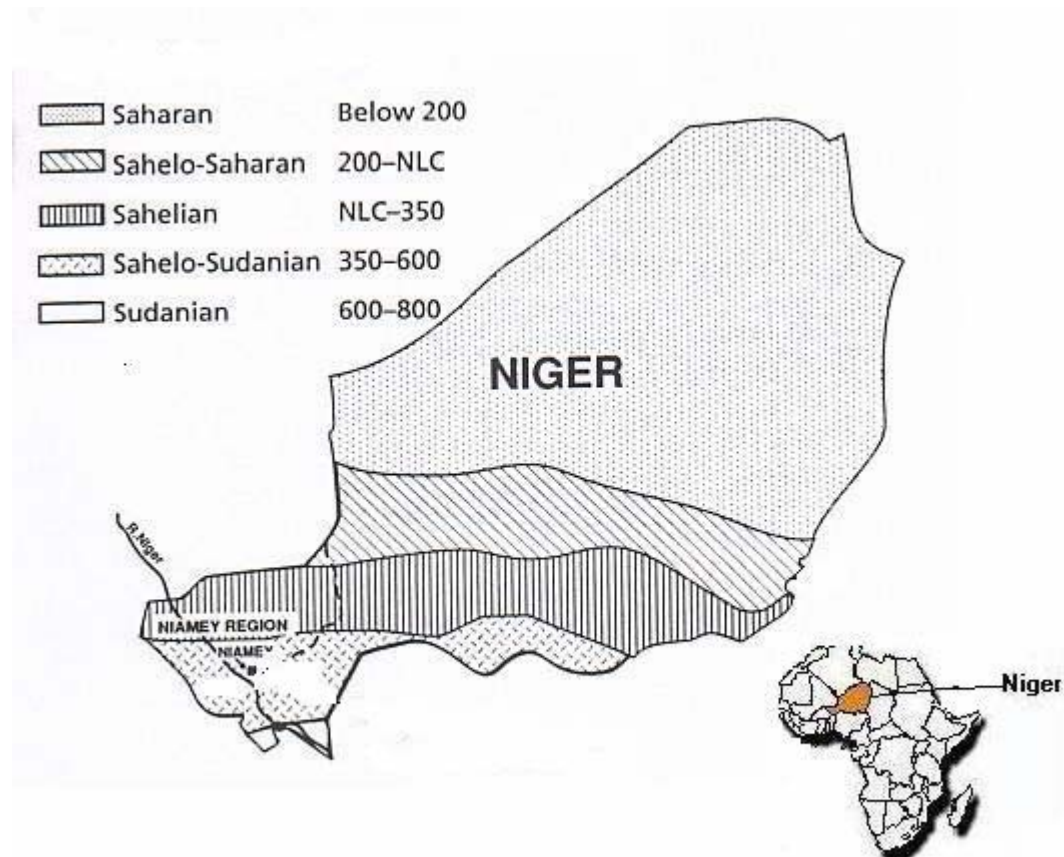 Saharan Below 200
Sahelo-Saharan 200–NLC
Sahelian NLC–350
Sahelo-Sudanian 350–600
Sudanian 600–800
NIGER
R.Niger
NIAMEY REGION
NIAMEY
Niger